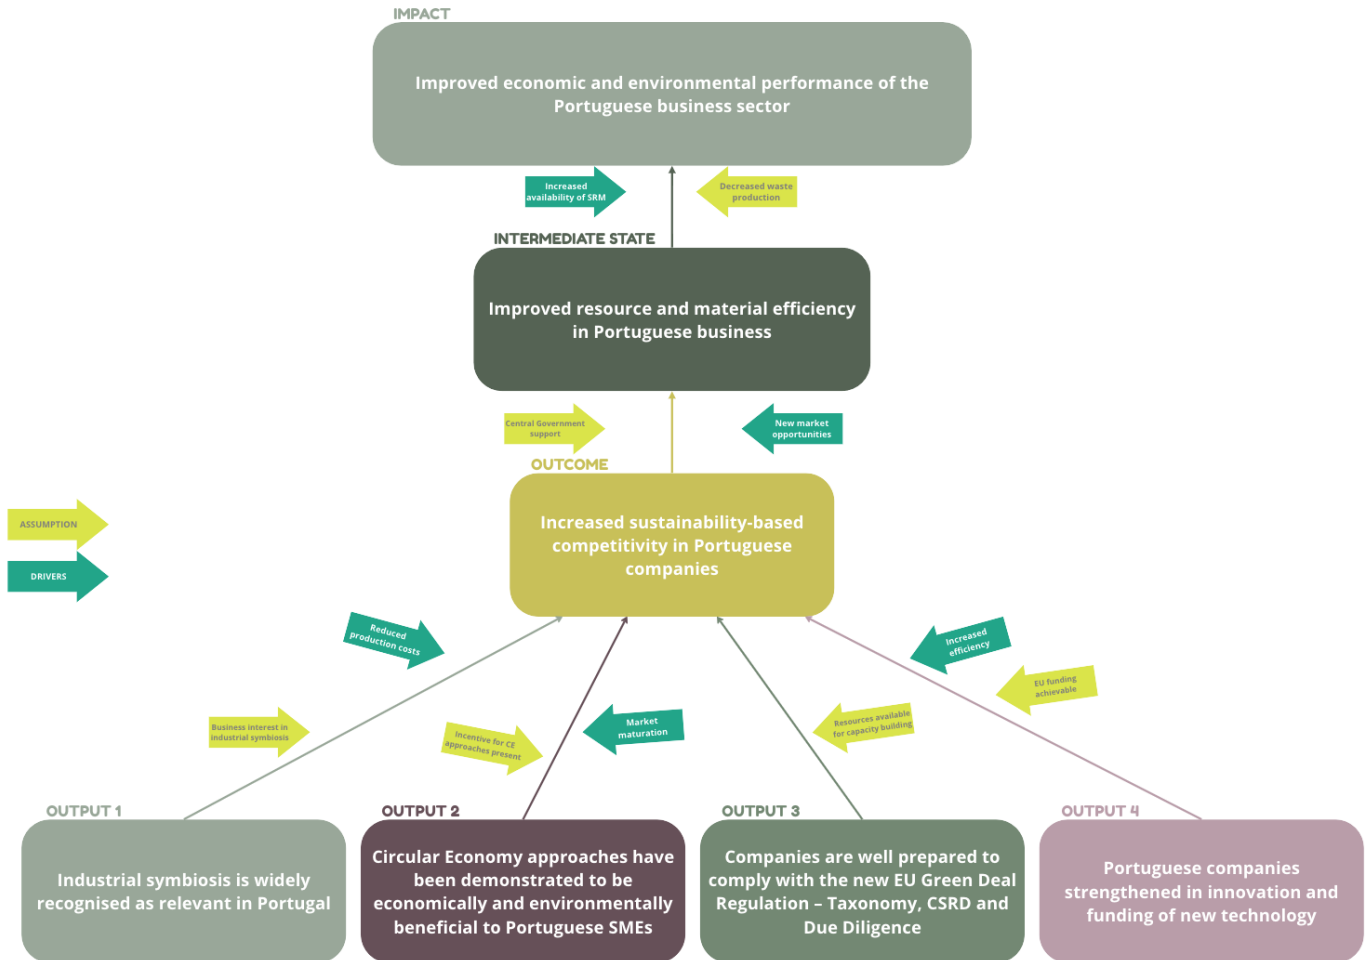 IMPACT
Improved economic and environmental performance of the
Portuguese business sector
Increased
availability of SRM
Decreased waste
production
INTERMEDIATE STATE
Improved resource and material efficiency
in Portuguese business
Central Government
support
New market
opportunities
OUTCOME
Increased sustainability-based
competitivity in Portuguese
companies
ASSUMPTION
DRIVERS
Reduced
production costs
Increased
efficiency
EU funding
achievable
Business interest in
industrial symbiosis
Incentive for CE
approaches present
Market
maturation
Resources available
for capacity building
OUTPUT 1
Industrial symbiosis is widely
recognised as relevant in Portugal
OUTPUT 2
Circular Economy approaches have
been demonstrated to be
economically and environmentally
beneficial to Portuguese SMEs
OUTPUT 3
Companies are well prepared to
comply with the new EU Green Deal
Regulation – Taxonomy, CSRD and
Due Diligence
OUTPUT 4
Portuguese companies
strengthened in innovation and
funding of new technology